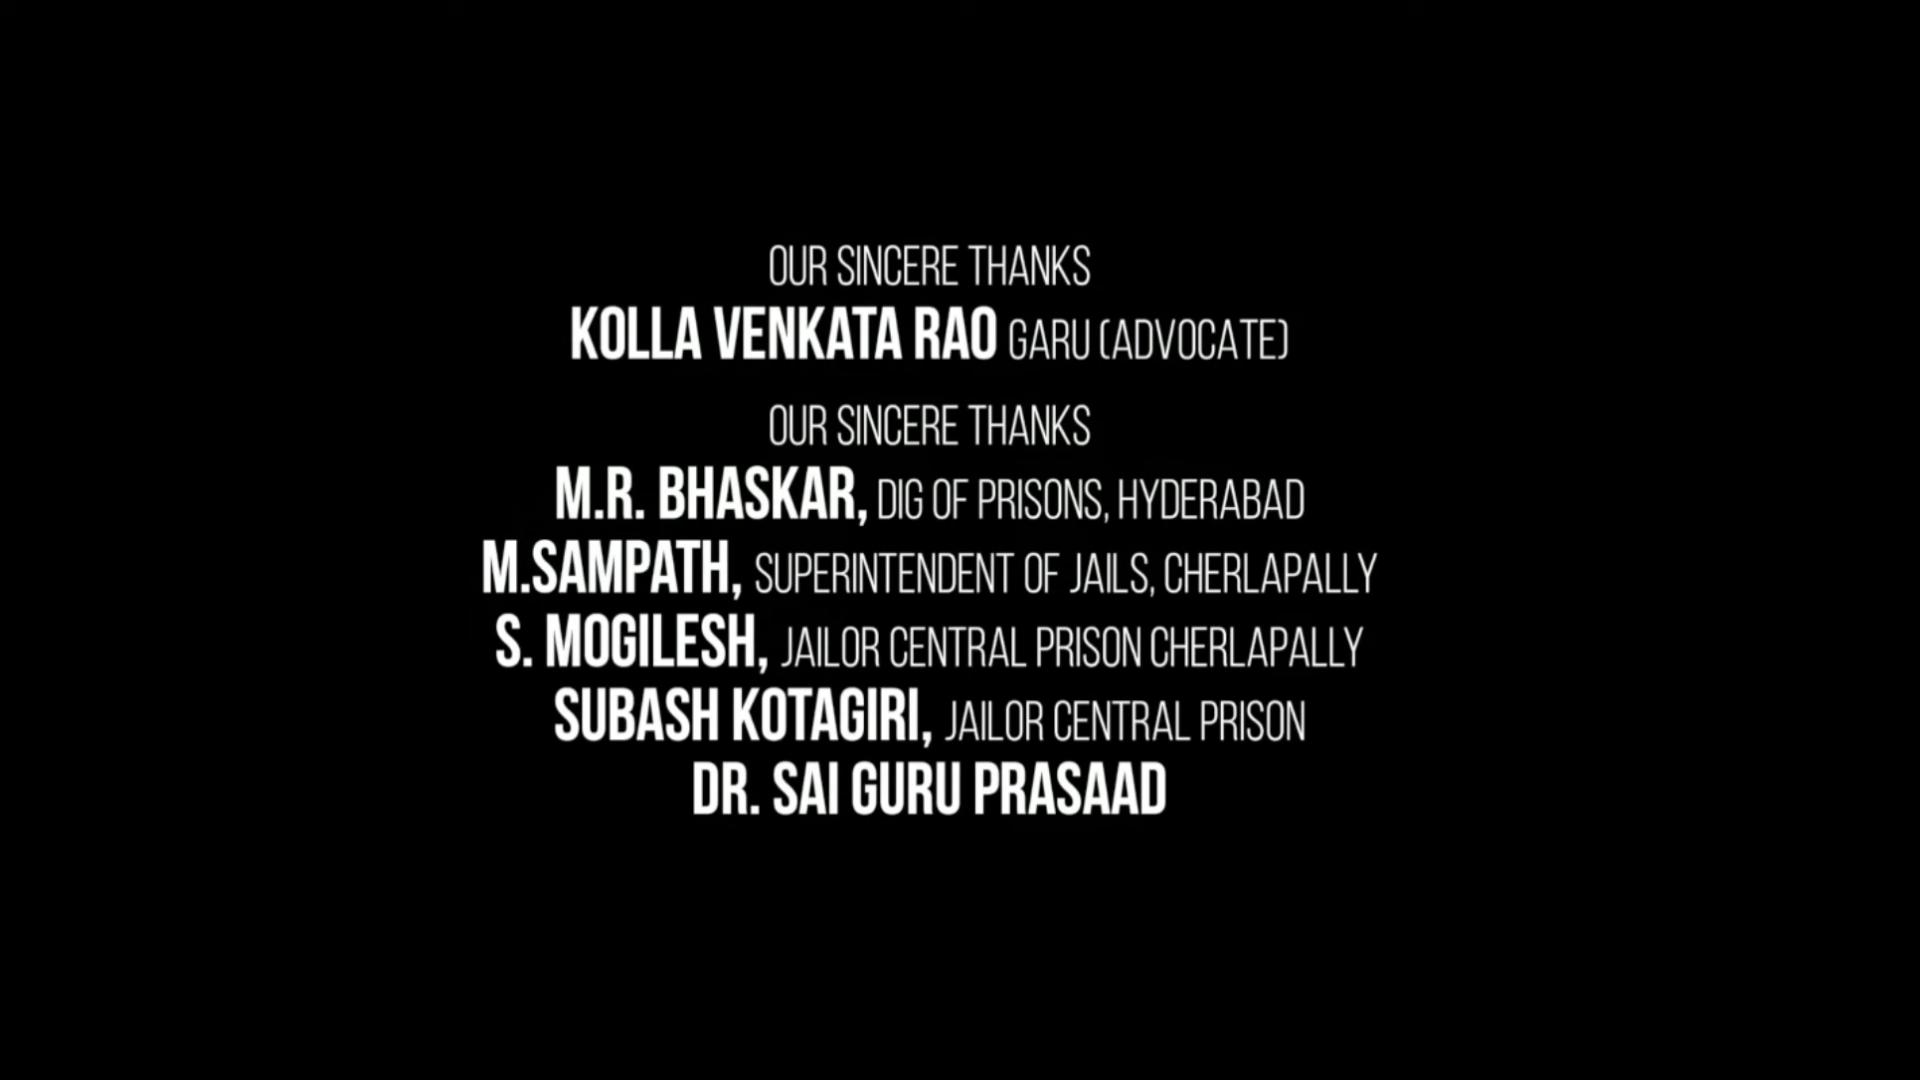 OUR SINCERE THANKS
KOLLA VENKATA RAO GARU (ADVOCATE)
OUR SINCERE THANKS
M.R. BHASKAR, DIG OF PRISONS, HYDERABAD
M.SAMPATH, SUPERINTENDENT OF JAILS, CHERLAPALLY
S. MOGILESH, JAILOR CENTRAL PRISON CHERLAPALLY
SUBASH KOTAGIRI, JAILOR CENTRAL PRISON
DR. SAI GURU PRASAAD